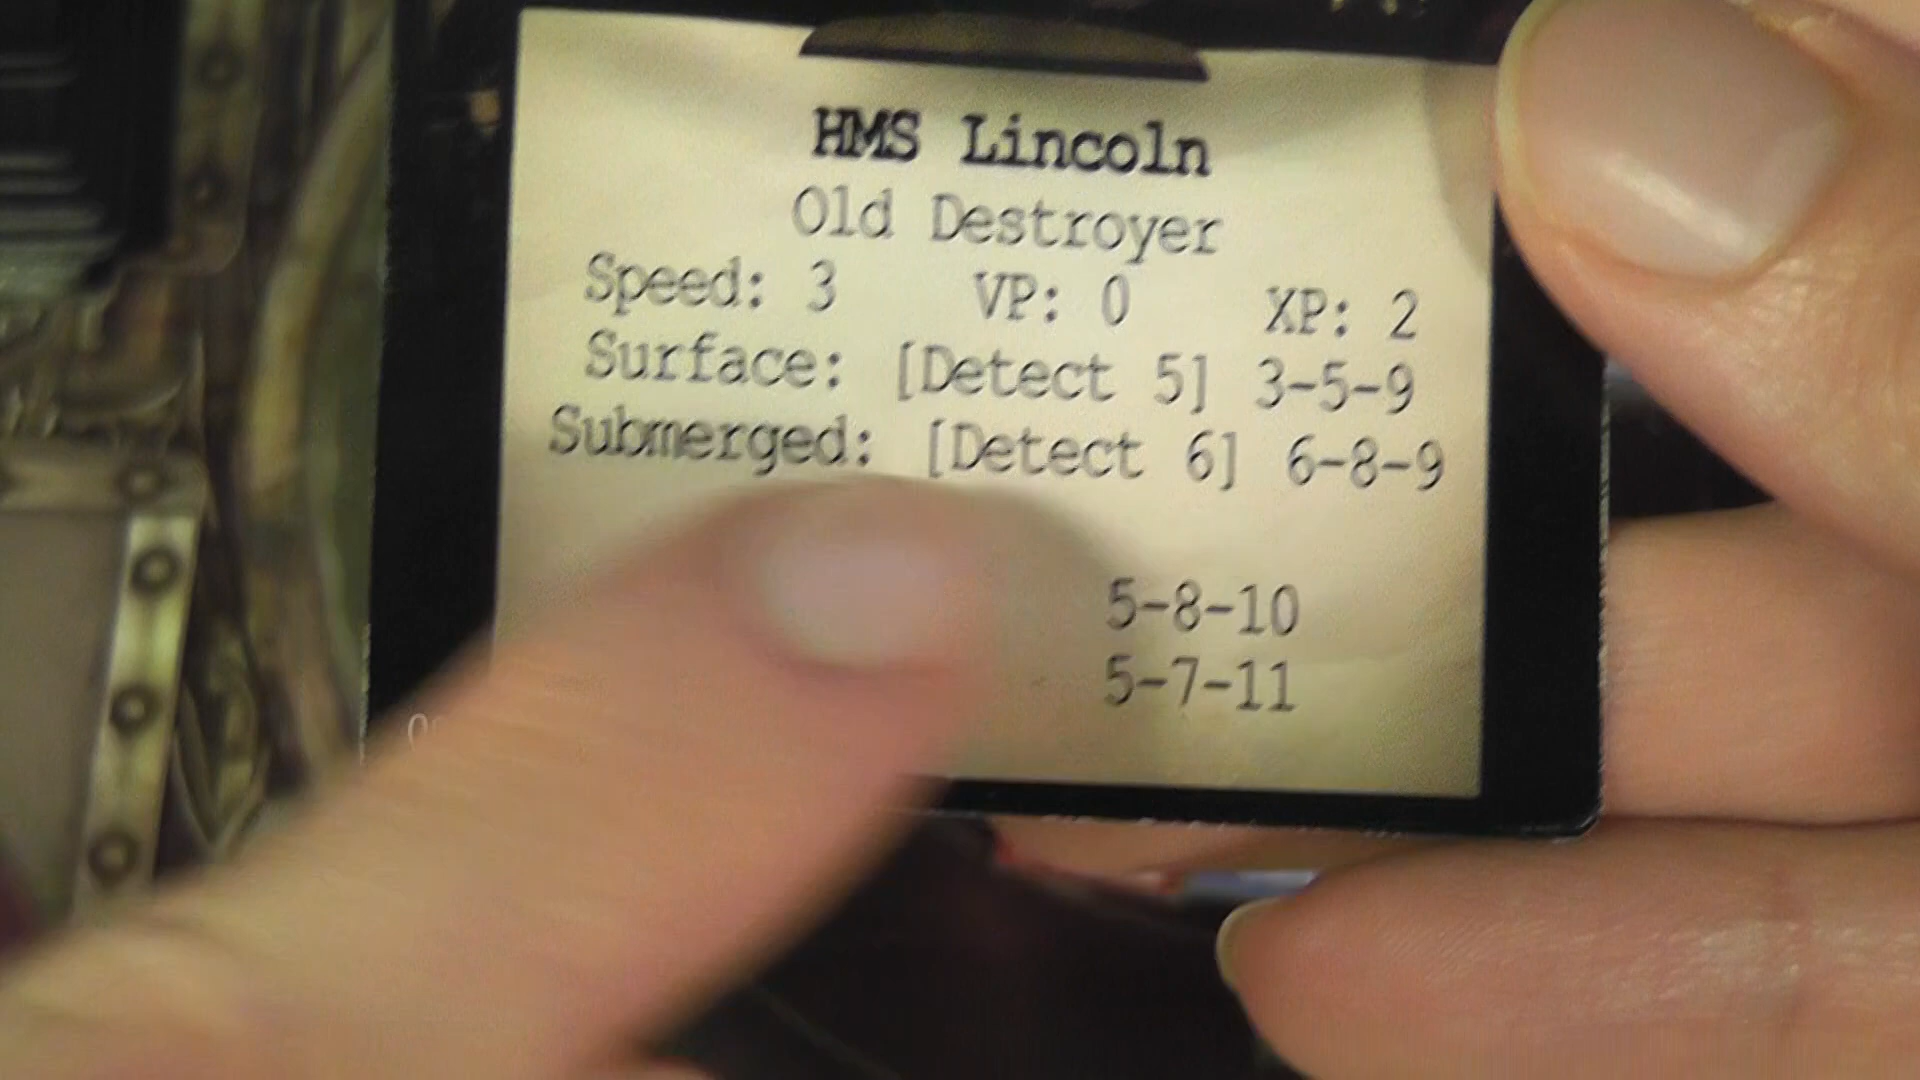 HMS Lincoln
Old Destroyer
Speed: 3 VP: 0 XP: 2
Surface: [Detect 5] 3-5-9
Submerged: [Detect 6] 6-8-9
5-8-10
5-7-11